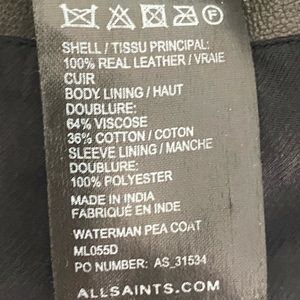 F
SHELL / TISSU PRINCIPAL:
100% REAL LEATHER / VRAIE
CUIR
BODY LINING / HAUT
DOUBLURE:
64% VISCOSE
36% COTTON / COTON
SLEEVE LINING / MANCHE
DOUBLURE:
100% POLYESTER
MADE IN INDIA
FABRIQUÉ EN INDE
WATERMAN PEA COAT
ML055D
PO NUMBER: AS_31534
ALLSAINTS.COM